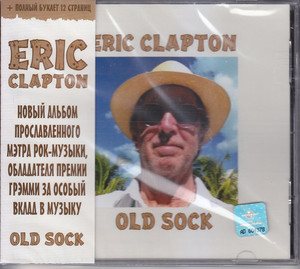 + ПОЛНЫЙ БУКЛЕТ 12 СТРАНИЦ
ERIC
CLAPTON
НОВЫЙ АЛЬБОМ
ПРОСЛАВЛЕННОГО
МЭТРА РОК-МУЗЫКИ,
ОБЛАДАТЕЛЯ ПРЕМИИ
ГРЭММИ ЗА ОСОБЫЙ
ВКЛАД В МУЗЫКУ
OLD SOCK
ERIC CLAPTON
OLD SOCK